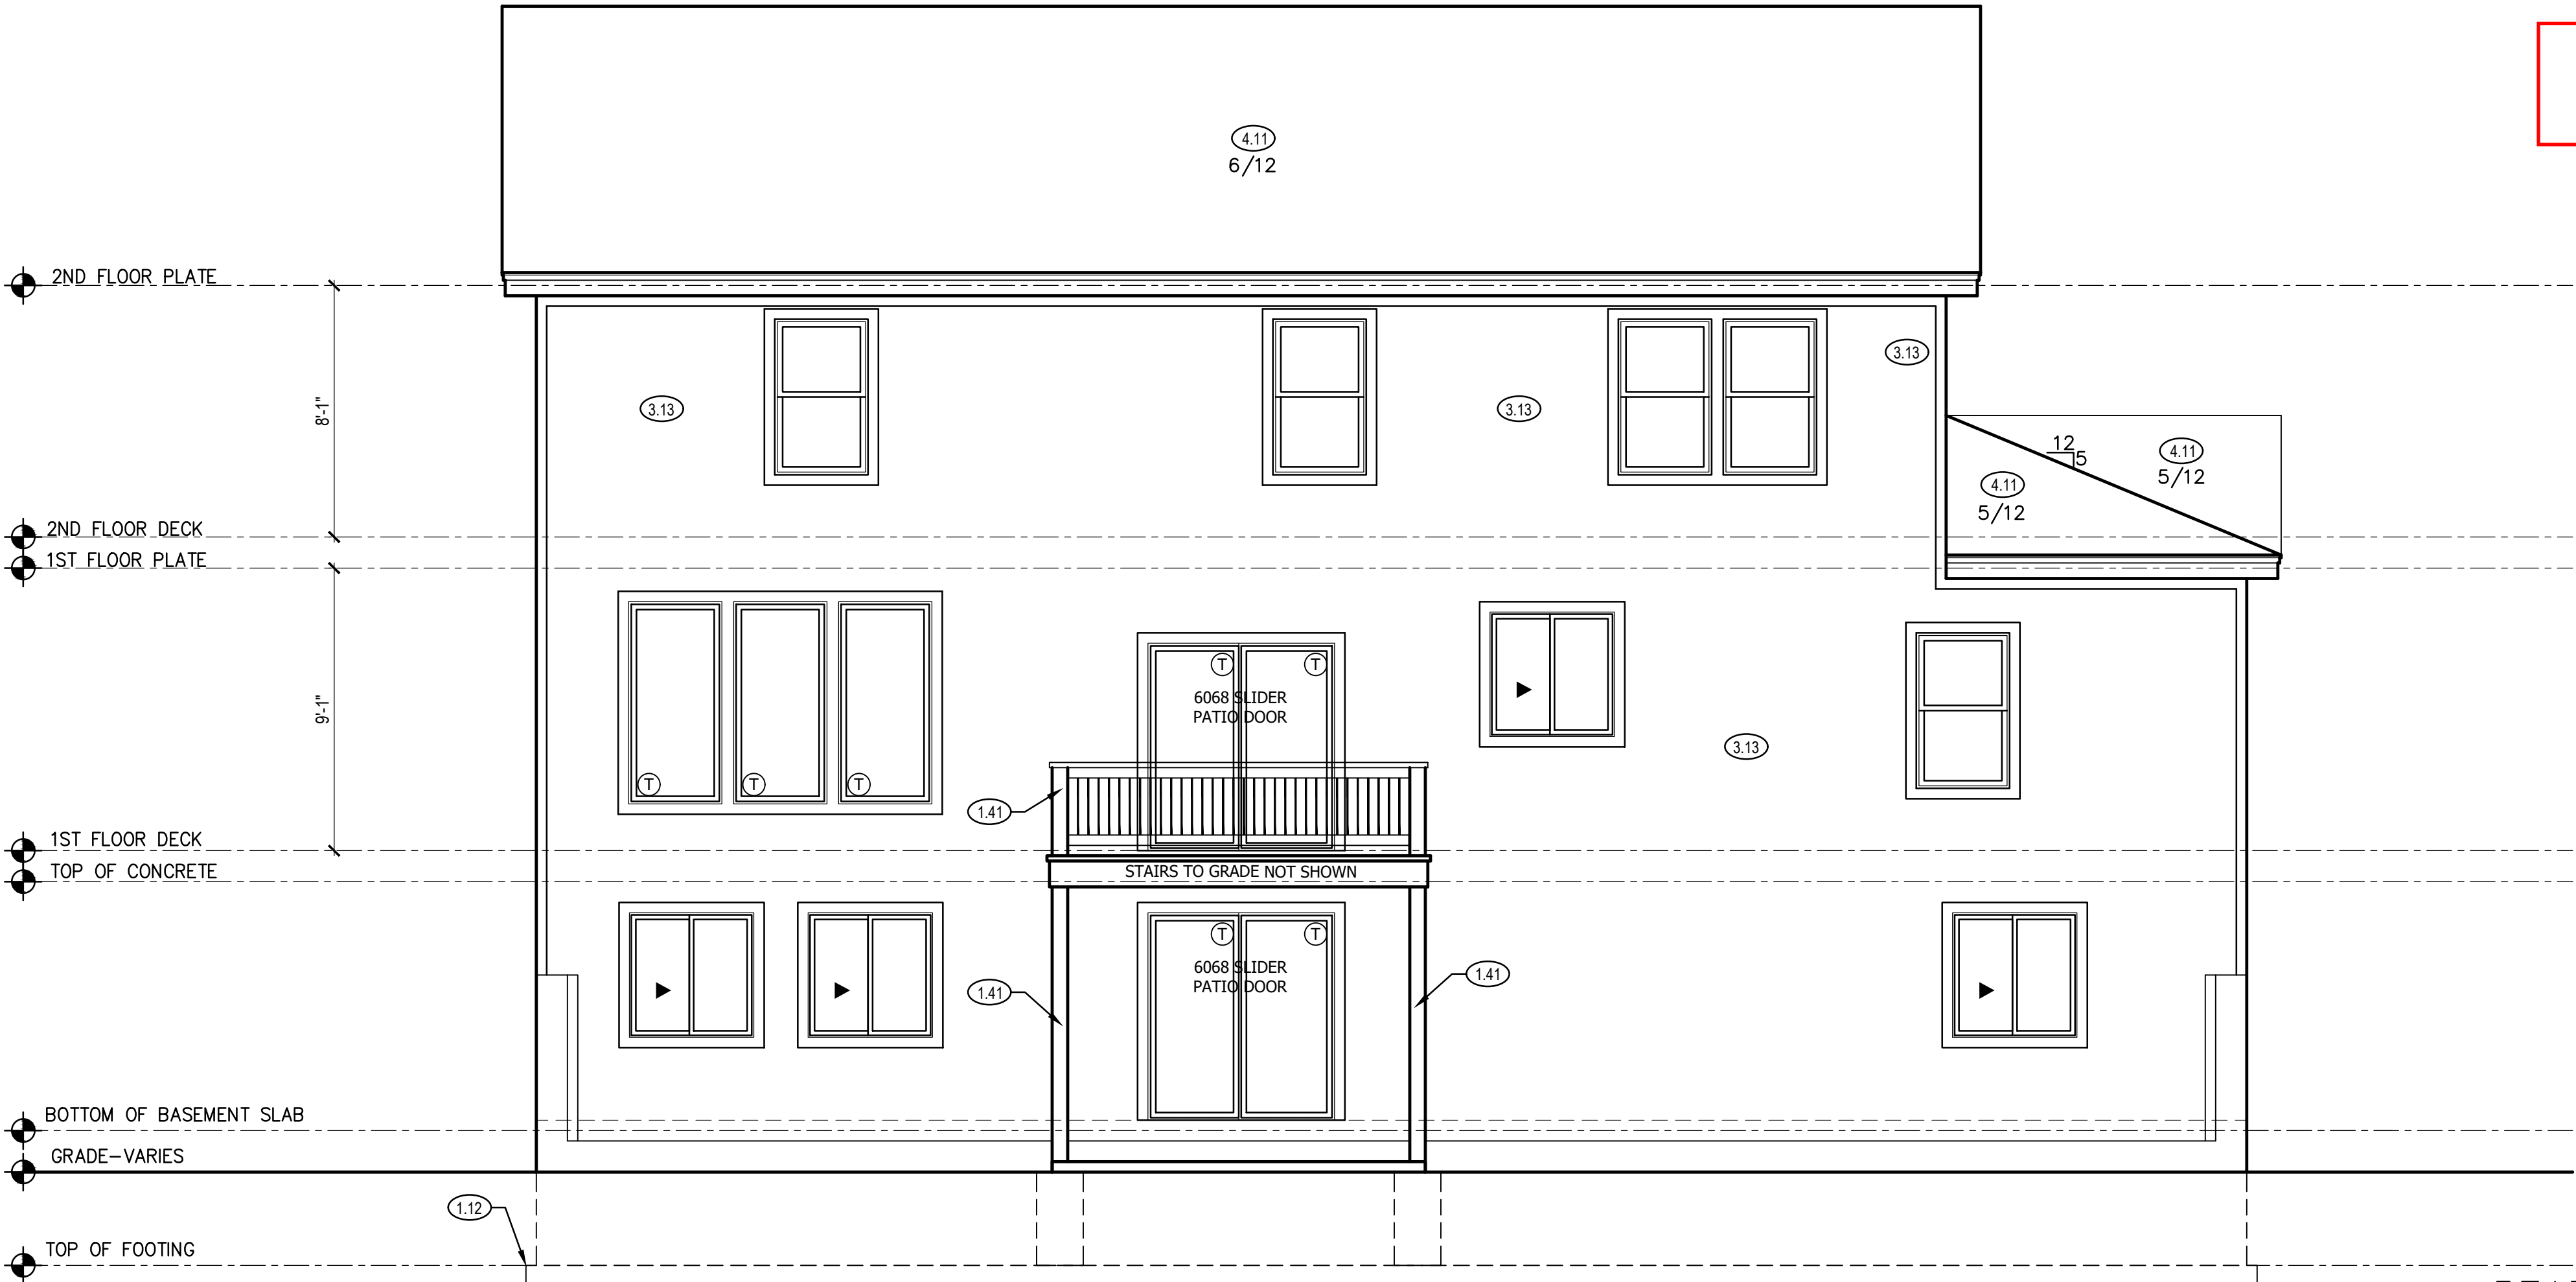 4.11
6/12
2ND FLOOR PLATE
3.13
8'-1"
3.13
3.13
12
5
4.11
5/12
4.11
5/12
2ND FLOOR DECK
1ST FLOOR PLATE
T
T
6068 SLIDER
PATIO DOOR
9'-1"
3.13
T
T
T
1.41
1ST FLOOR DECK
TOP OF CONCRETE
STAIRS TO GRADE NOT SHOWN
T
T
6068 SLIDER
PATIO DOOR
1.41
1.41
BOTTOM OF BASEMENT SLAB
GRADE-VARIES
1.12
TOP OF FOOTING